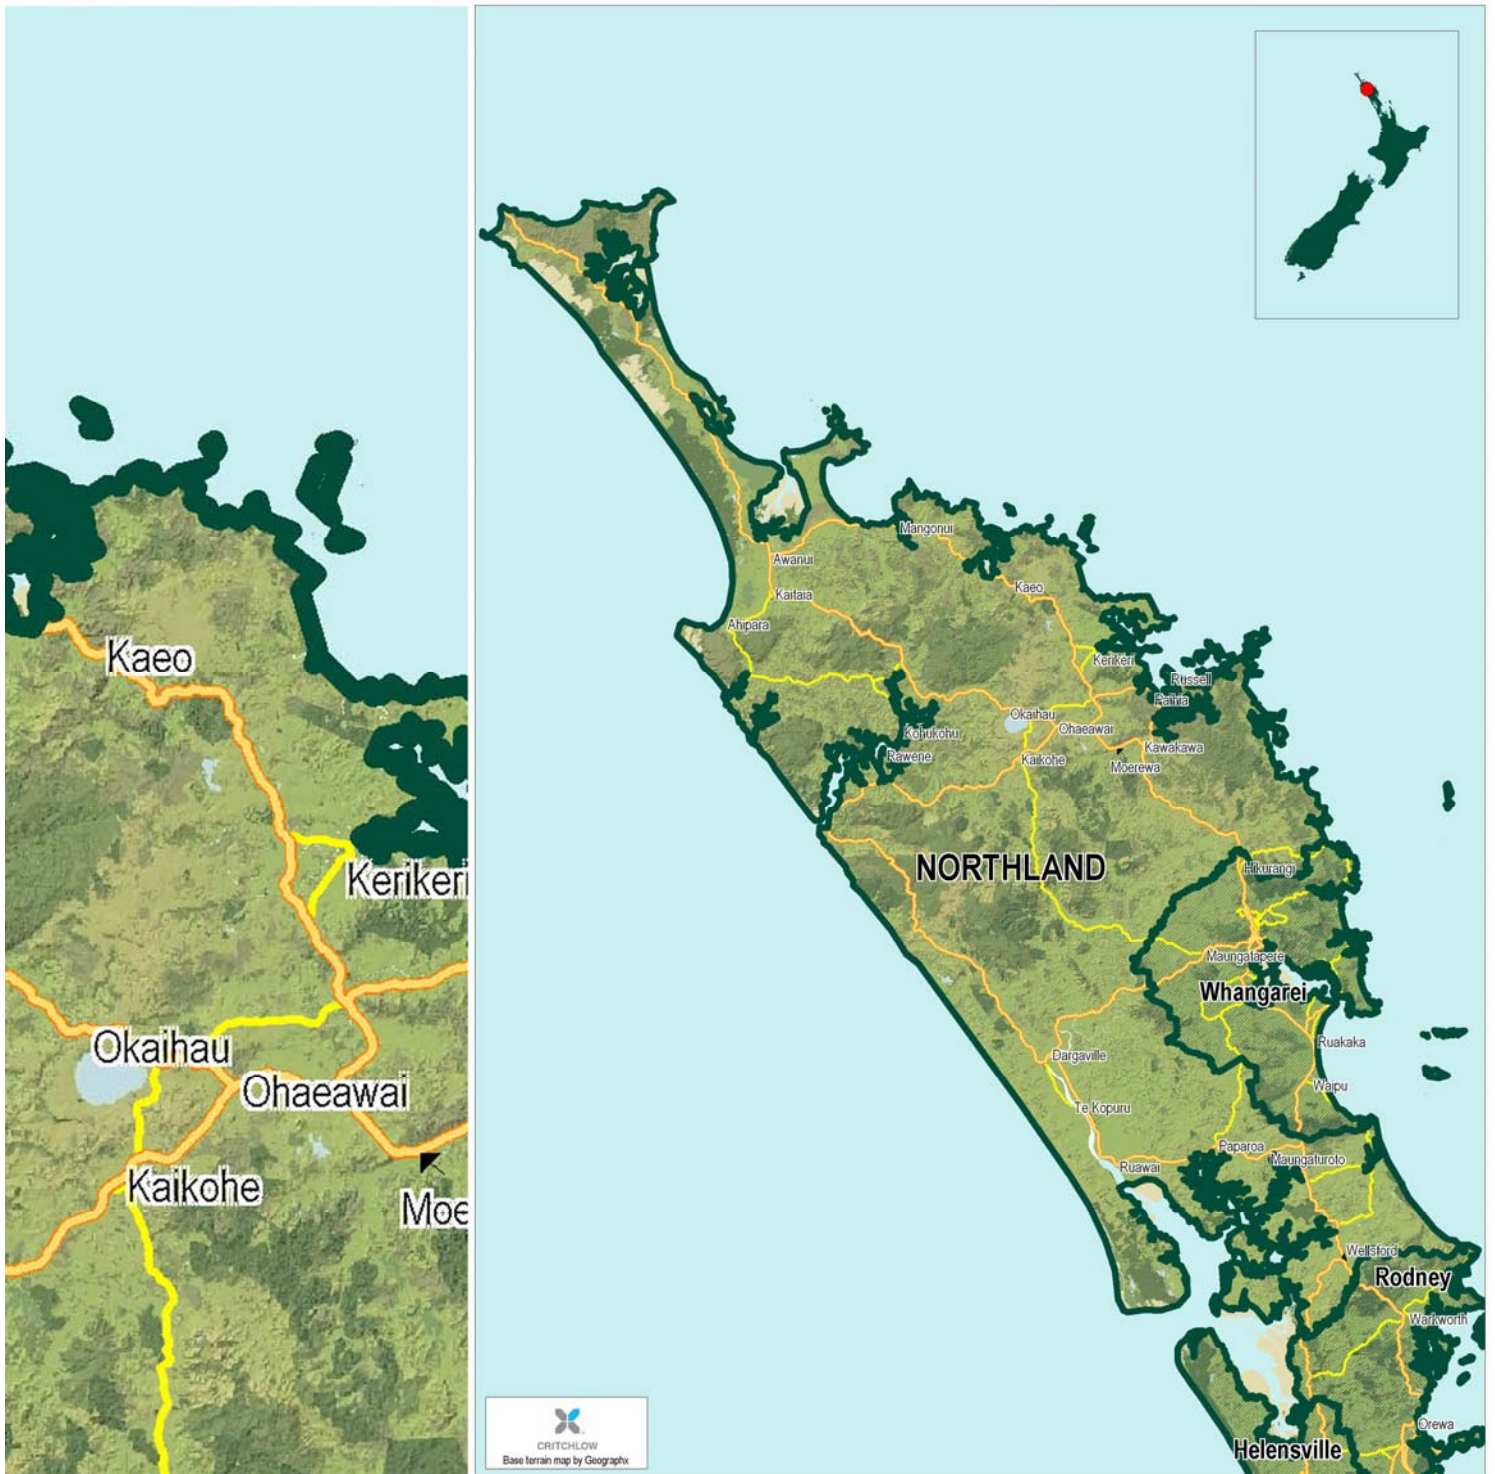 Kaeo
Kerikeri
Okaihau
Ohaeawai
Kaikohe
Moe
Mangonui
Awanui
Kaitaia
Kaeo
Ahipara
Kerikeri
Russell
Paihia
Okaihau
Ohaeawai
Kohukohu
Kawakawa
Rawene
Kaikohe
Moerewa
NORTHLAND
Hikurangi
Maungatapere
Whangarei
Ruakaka
Dargaville
Waipu
Te Kopuru
Paparoa
Maungaturoto
Ruawai
Wellsford
Rodney
Warkworth
Orewa
Helensville
CRITCHLOW
Base terrain map by Geographx